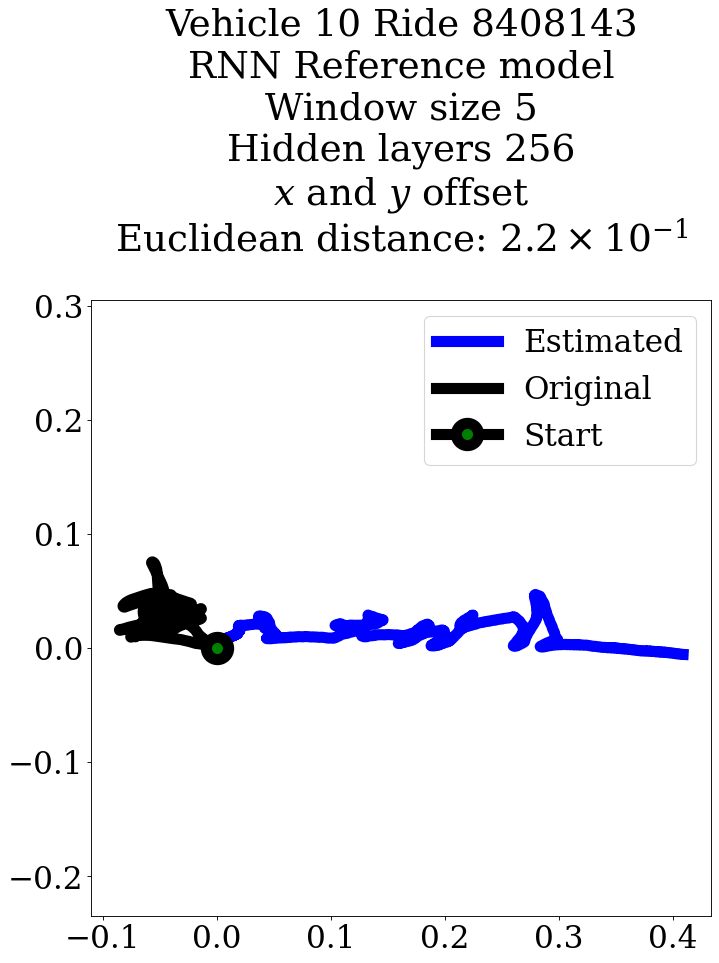 Vehicle 10 Ride 8408143
RNN Reference model
Window size 5
Hidden layers 256
x and y offset
Euclidean distance: 2.2 × 10⁻¹
0.3
0.2
0.1
0.0
−0.1
−0.2
Estimated
Original
Start
−0.1 0.0 0.1 0.2 0.3 0.4